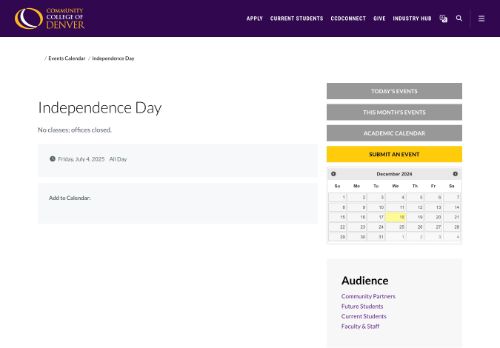 COMMUNITY
COLLEGE OF
DENVER
APPLY CURRENT STUDENTS CCDCONNECT GIVE INDUSTRY HUB
/ Events Calendar / Independence Day
Independence Day
No classes; offices closed.
Friday, July 4, 2025 All Day
Add to Calendar:
TODAY'S EVENTS
THIS MONTH'S EVENTS
ACADEMIC CALENDAR
SUBMIT AN EVENT
December 2024
Su Mo Tu We Th Fr Sa
1 2 3 4 5 6 7
8 9 10 11 12 13 14
15 16 17 18 19 20 21
22 23 24 25 26 27 28
29 30 31 1 2 3 4
Audience
Community Partners
Future Students
Current Students
Faculty & Staff